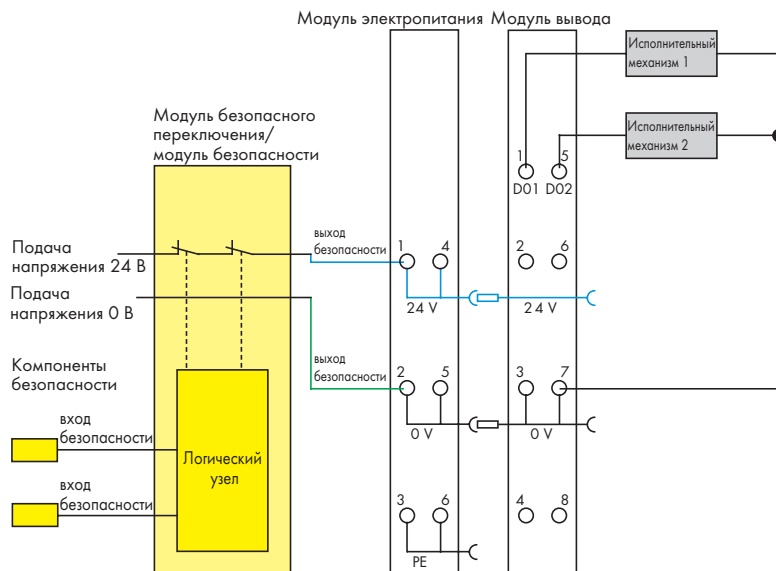 Модуль электропитания
Модуль вывода
Исполнительный
механизм 1
Исполнительный
механизм 2
Модуль безопасного
переключения/
модуль безопасности
1
5
D01
D02
Подача
напряжения 24 В
выход
безопасности
1
4
2
6
24 V
24 V
Подача
напряжения 0 В
выход
безопасности
2
5
3
7
0 V
0 V
Компоненты
безопасности
вход
безопасности
Логический
узел
вход
безопасности
3
6
4
8
PE